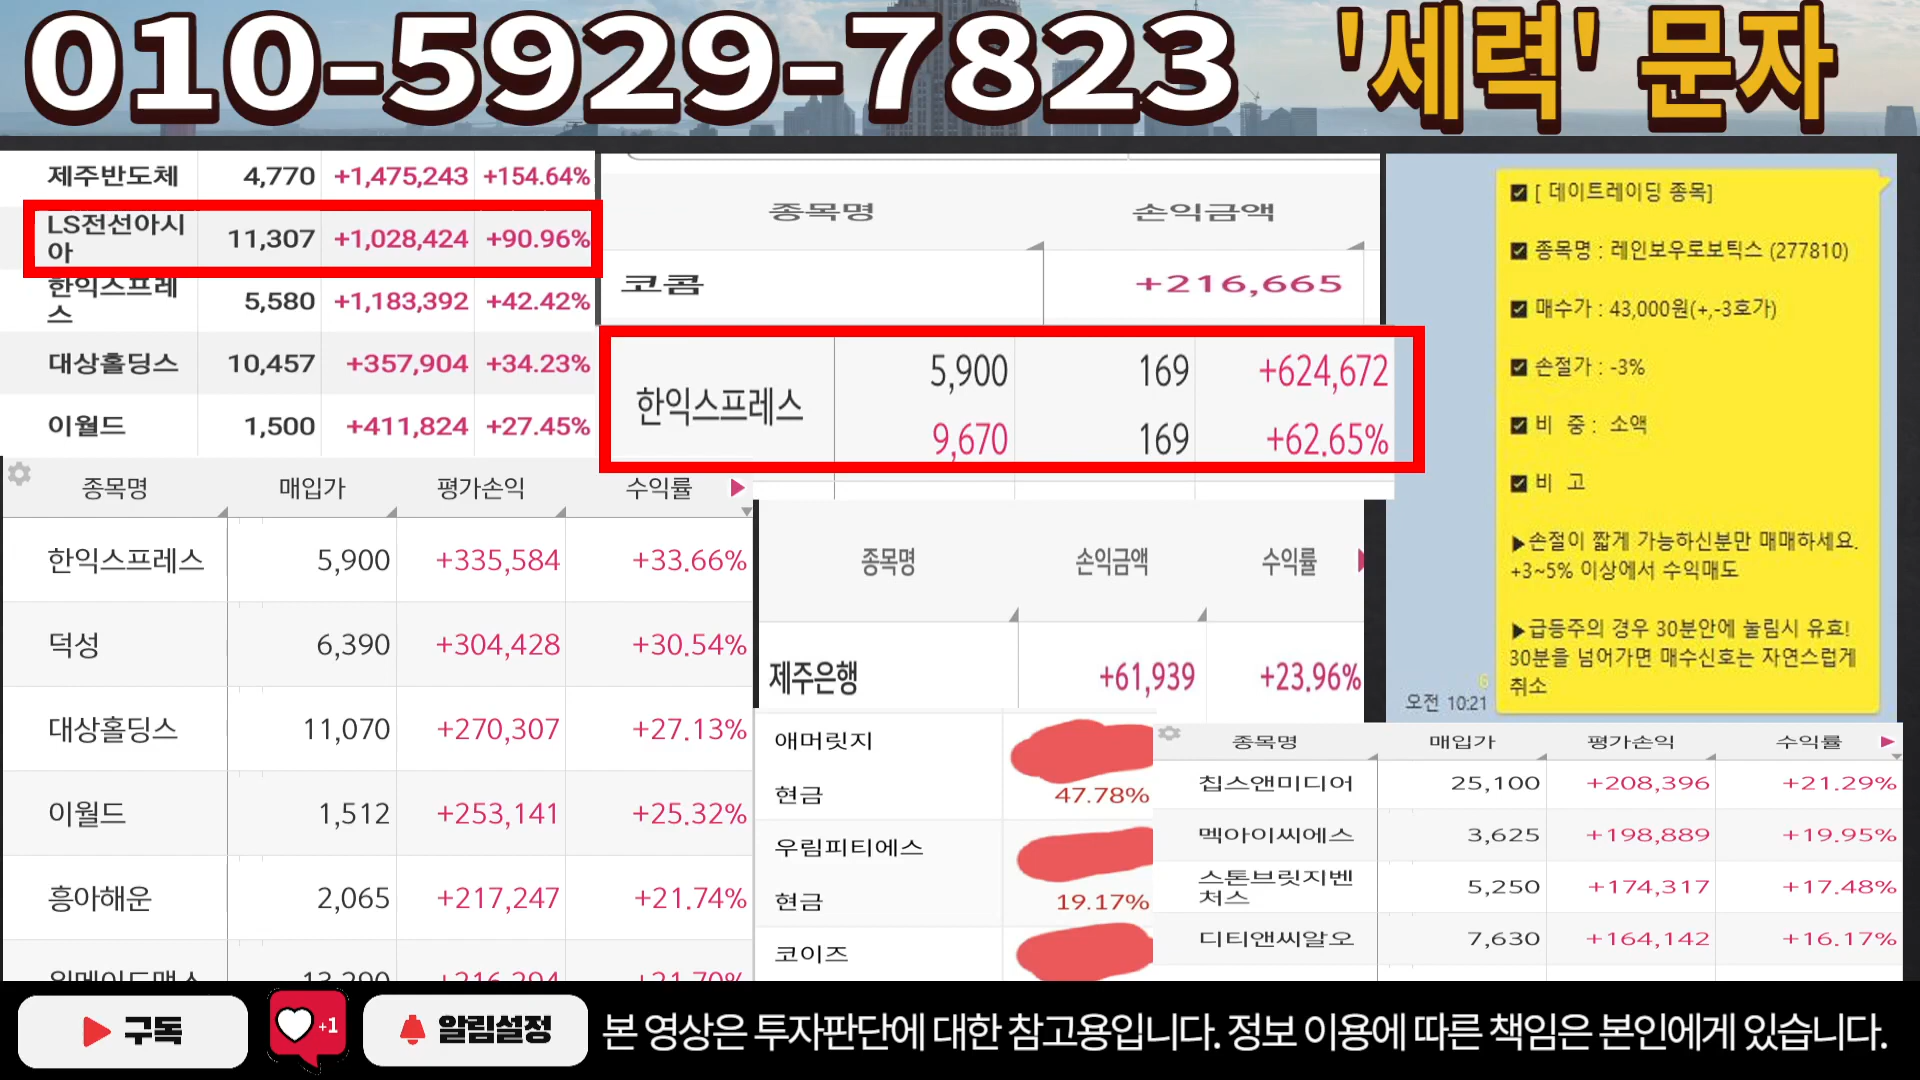 010-5929-7823 '세력' 문자
제주반도체 4,770 +1,475,243 +154.64%
LS전선아시아 11,307 +1,028,424 +90.96%
한익스프레스 5,580 +1,183,392 +42.42%
대상홀딩스 10,457 +357,904 +34.23%
이월드 1,500 +411,824 +27.45%
종목명 손익금액
코콤 +216,665
한익스프레스 5,900 169 +624,672
9,670 169 +62.65%
종목명 매입가 평가손익 수익률
한익스프레스 5,900 +335,584 +33.66%
덕성 6,390 +304,428 +30.54%
대상홀딩스 11,070 +270,307 +27.13%
이월드 1,512 +253,141 +25.32%
흥아해운 2,065 +217,247 +21.74%
종목명 손익금액 수익률
제주은행 +61,939 +23.96%
애머릿지
현금 47.78%
우림피티에스
현금 19.17%
코이즈
[ 데이트레이딩 종목]
종목명 : 레인보우로보틱스 (277810)
매수가 : 43,000원(+,-3호가)
손절가 : -3%
비 중 : 소액
비 고
▶손절이 짧게 가능하신분만 매매하세요.
+3~5% 이상에서 수익매도
▶급등주의 경우 30분안에 눌림시 유효!
30분을 넘어가면 매수신호는 자연스럽게
취소
6
오전 10:21
종목명 매입가 평가손익 수익률
칩스앤미디어 25,100 +208,396 +21.29%
멕아이씨에스 3,625 +198,889 +19.95%
스톤브릿지벤처스 5,250 +174,317 +17.48%
디티앤씨알오 7,630 +164,142 +16.17%
구독 +1 알림설정 본 영상은 투자판단에 대한 참고용입니다. 정보 이용에 따른 책임은 본인에게 있습니다.